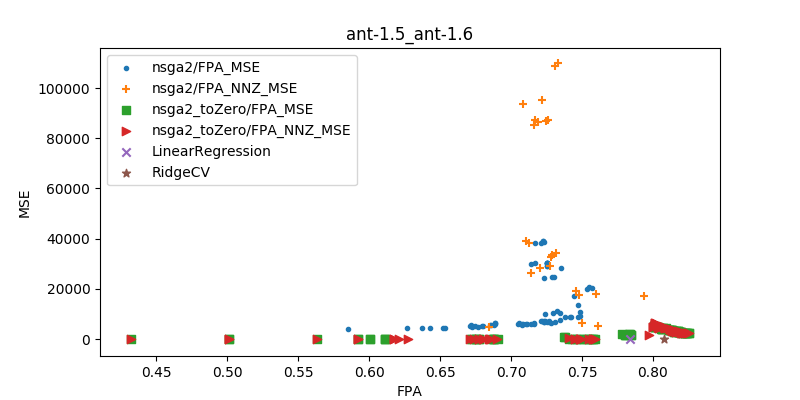 ant-1.5_ant-1.6
nsga2/FPA_MSE
nsga2/FPA_NNZ_MSE
nsga2_toZero/FPA_MSE
nsga2_toZero/FPA_NNZ_MSE
LinearRegression
RidgeCV
MSE
100000
80000
60000
40000
20000
0
0.45 0.50 0.55 0.60 0.65 0.70 0.75 0.80
FPA